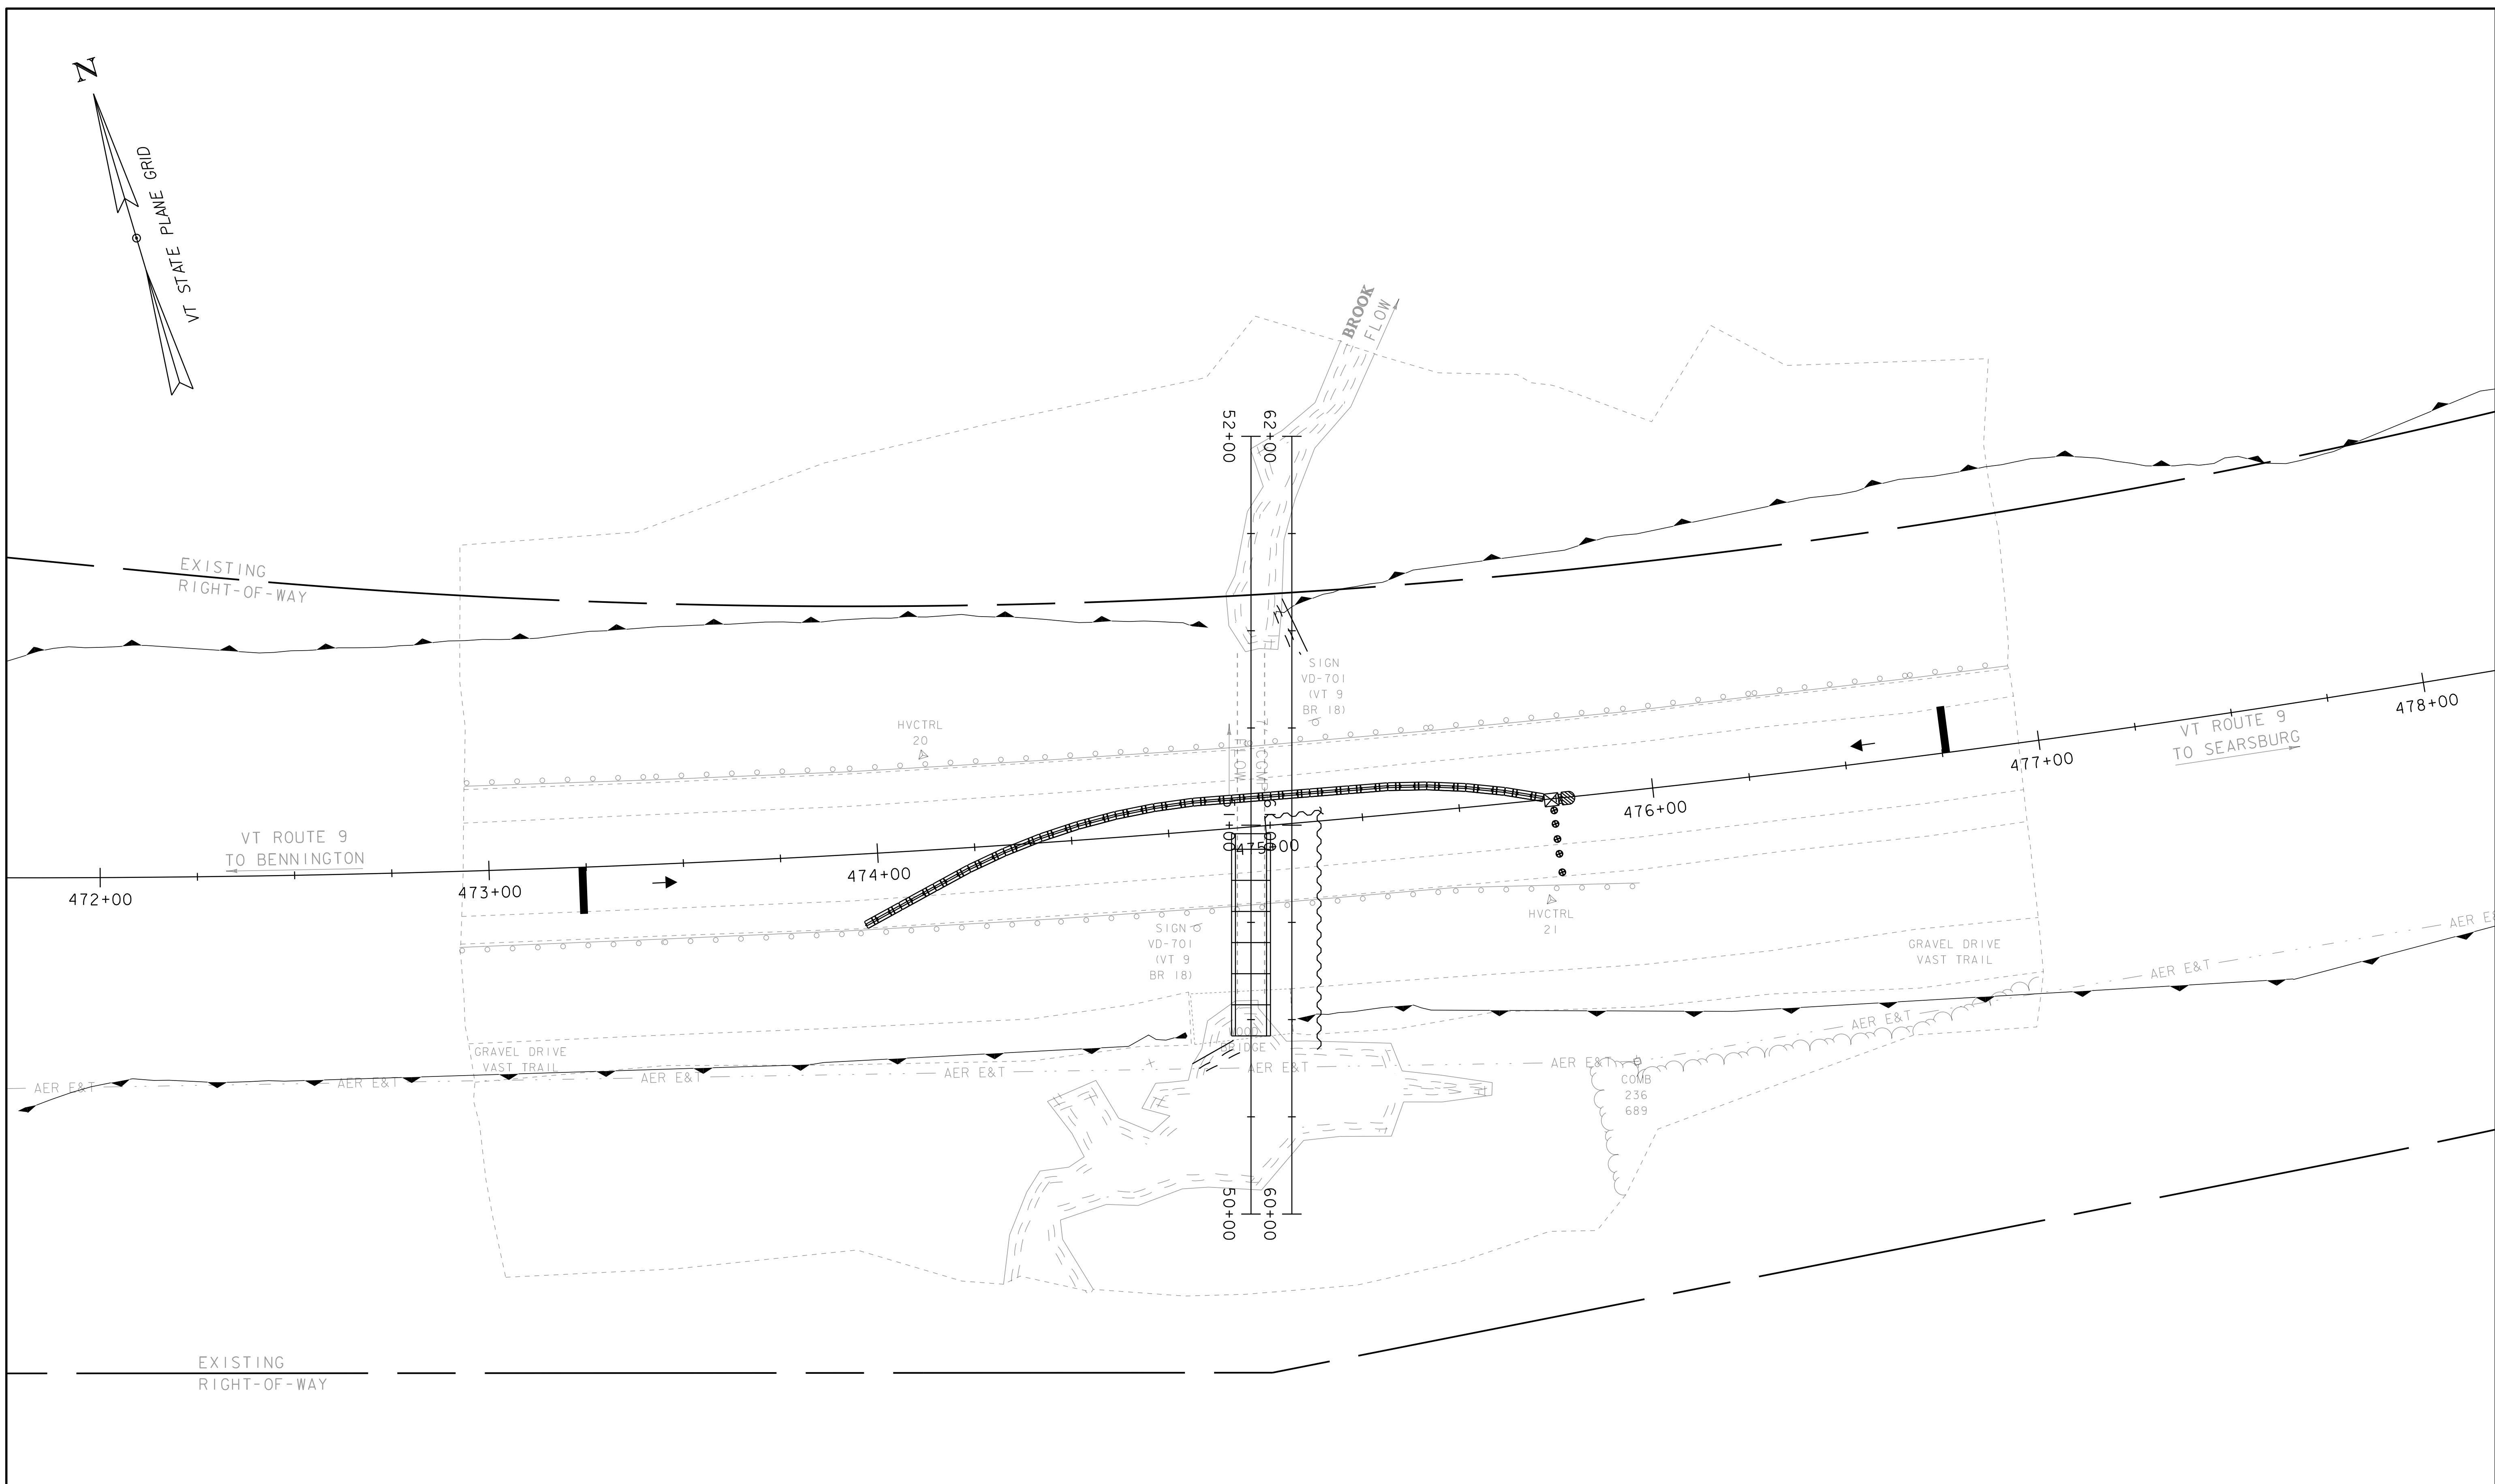 N
VT STATE PLANE GRID
BROOK
FLOW
52+00
62+00
EXISTING
RIGHT-OF-WAY
SIGN
VD-701
(VT 9
BR 18)
HVCTRL
20
VT ROUTE 9
TO SEARSBURG
478+00
477+00
476+00
475+00
474+00
473+00
472+00
VT ROUTE 9
TO BENNINGTON
FLOW
51+00
HVCTRL
21
SIGN
VD-701
(VT 9
BR 18)
GRAVEL DRIVE
VAST TRAIL
AER E&T
AER E&T
AER E&T
GRAVEL DRIVE
VAST TRAIL
BRIDGE
AER E&T
AER E&T
AER E&T
AER E&T
AER E&T
AER E&T
COMB
236
689
50+00
60+00
EXISTING
RIGHT-OF-WAY